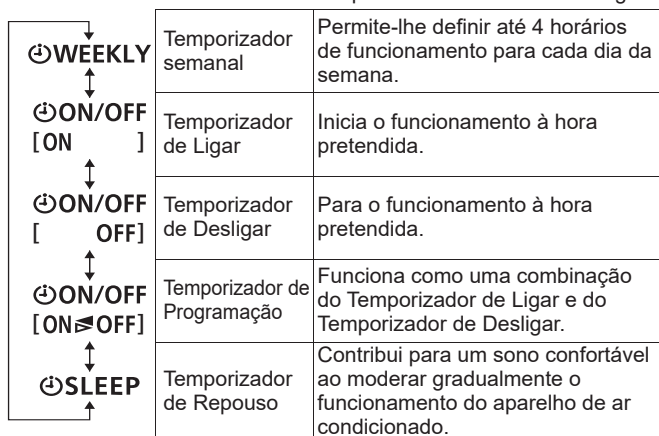 WEEKLY
Temporizador
semanal
Permite-lhe definir até 4 horários
de funcionamento para cada dia da
semana.
ON/OFF
[ON ]
Temporizador
de Ligar
Inicia o funcionamento à hora
pretendida.
ON/OFF
[ OFF]
Temporizador
de Desligar
Para o funcionamento à hora
pretendida.
ON/OFF
[ON OFF]
Temporizador de
Programação
Funciona como uma combinação
do Temporizador de Ligar e do
Temporizador de Desligar.
SLEEP
Temporizador
de Repouso
Contribui para um sono confortável
ao moderar gradualmente o
funcionamento do aparelho de ar
condicionado.